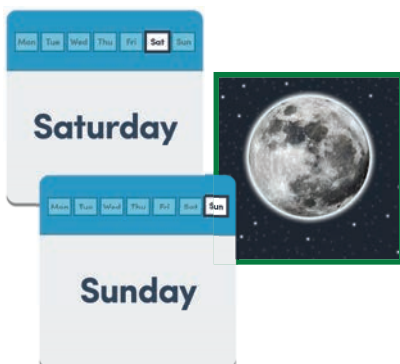 Mon Tue Wed Thu Fri Sat Sun
Saturday
Mon Tue Wed Thu Fri Sat Sun
Sunday